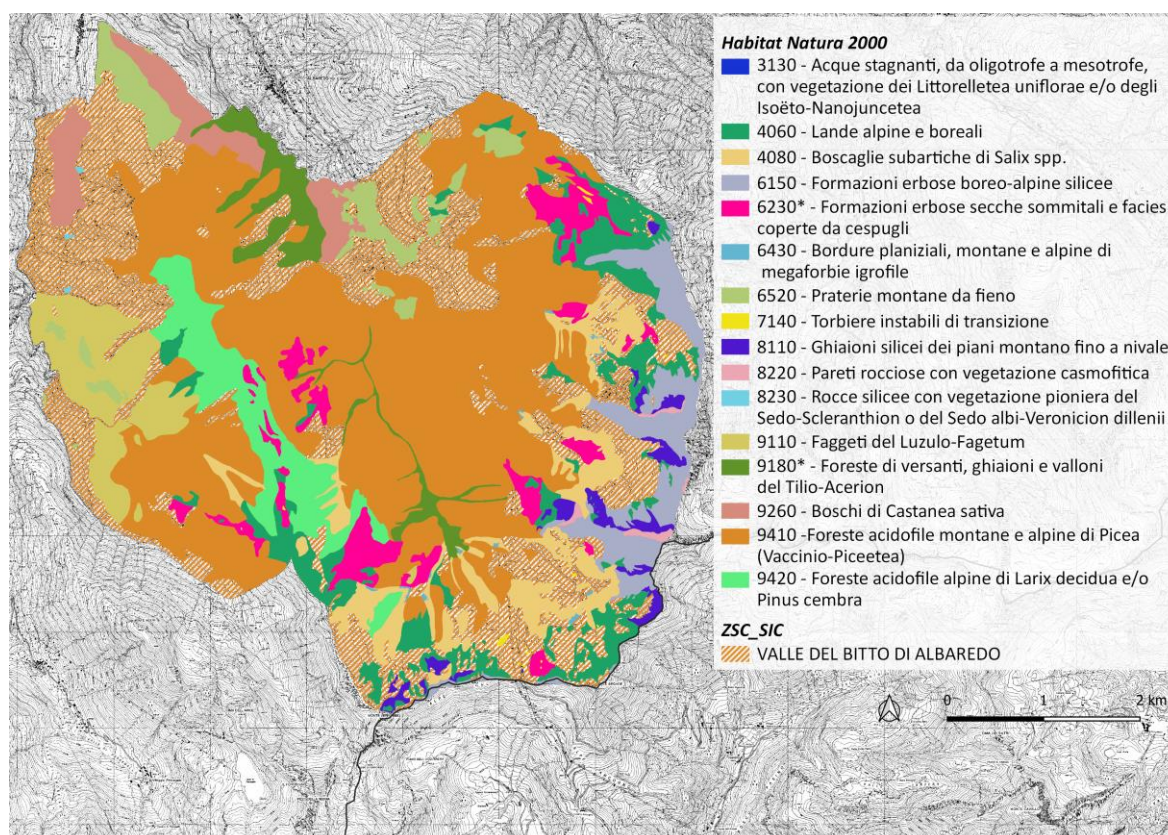 Habitat Natura 2000
3130 - Acque stagnanti, da oligotrofe a mesotrofe,
con vegetazione dei Littorelletea uniflorae e/o degli
Isoëto-Nanojuncetea
4060 - Lande alpine e boreali
4080 - Boscaglie subartiche di Salix spp.
6150 - Formazioni erbose boreo-alpine silicee
6230* - Formazioni erbose secche sommitali e facies
coperte da cespugli
6430 - Bordure planiziali, montane e alpine di
megaforbie igrofile
6520 - Praterie montane da fieno
7140 - Torbiere instabili di transizione
8110 - Ghiaioni silicei dei piani montano fino a nivale
8220 - Pareti rocciose con vegetazione casmofitica
8230 - Rocce silicee con vegetazione pioniera del
Sedo-Scleranthion o del Sedo albi-Veronicion dillenii
9110 - Faggeti del Luzulo-Fagetum
9180* - Foreste di versanti, ghiaioni e valloni
del Tilio-Acerion
9260 - Boschi di Castanea sativa
9410 -Foreste acidofile montane e alpine di Picea
(Vaccinio-Piceetea)
9420 - Foreste acidofile alpine di Larix decidua e/o
Pinus cembra
ZSC_SIC
VALLE DEL BITTO DI ALBAREDO
0 1 2 km